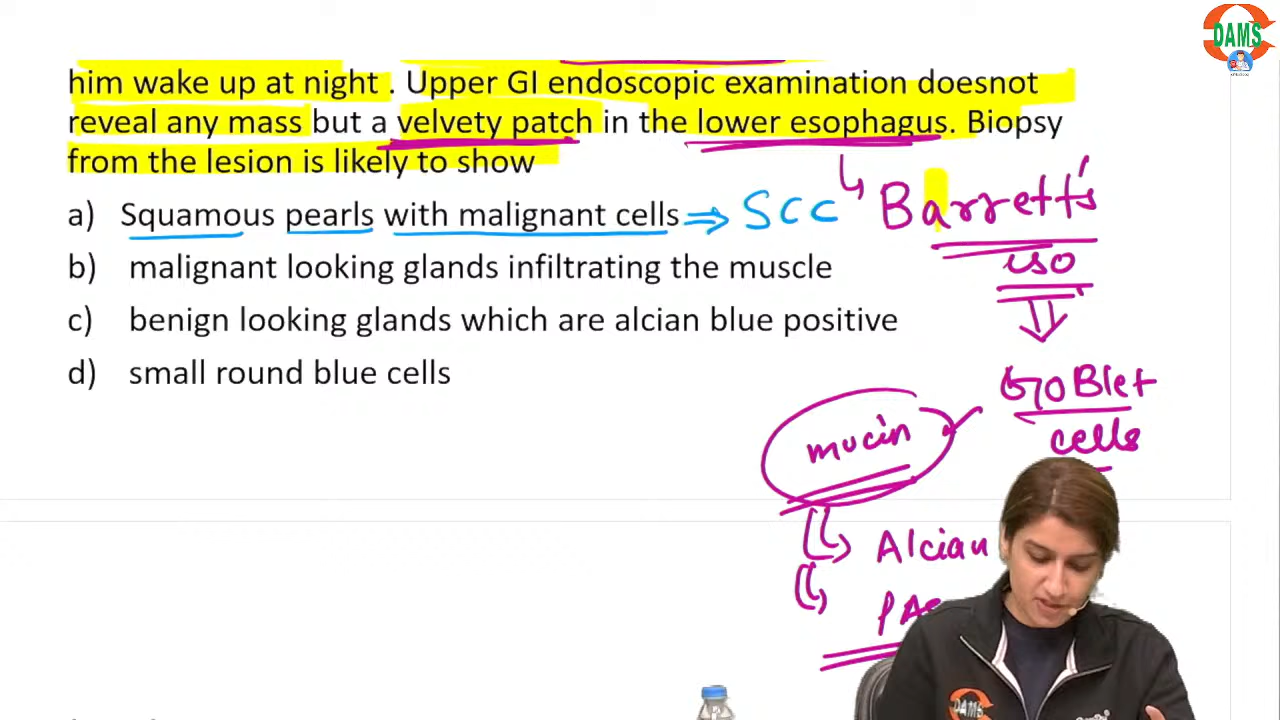 DAMS
him wake up at night . Upper GI endoscopic examination doesnot
reveal any mass but a velvety patch in the lower esophagus. Biopsy
from the lesion is likely to show
a) Squamous pearls with malignant cells ⇒ SCC
Barrett's
b) malignant looking glands infiltrating the muscle
c) benign looking glands which are alcian blue positive
d) small round blue cells
Goblet
cells
mucin
Alcian
DAMS